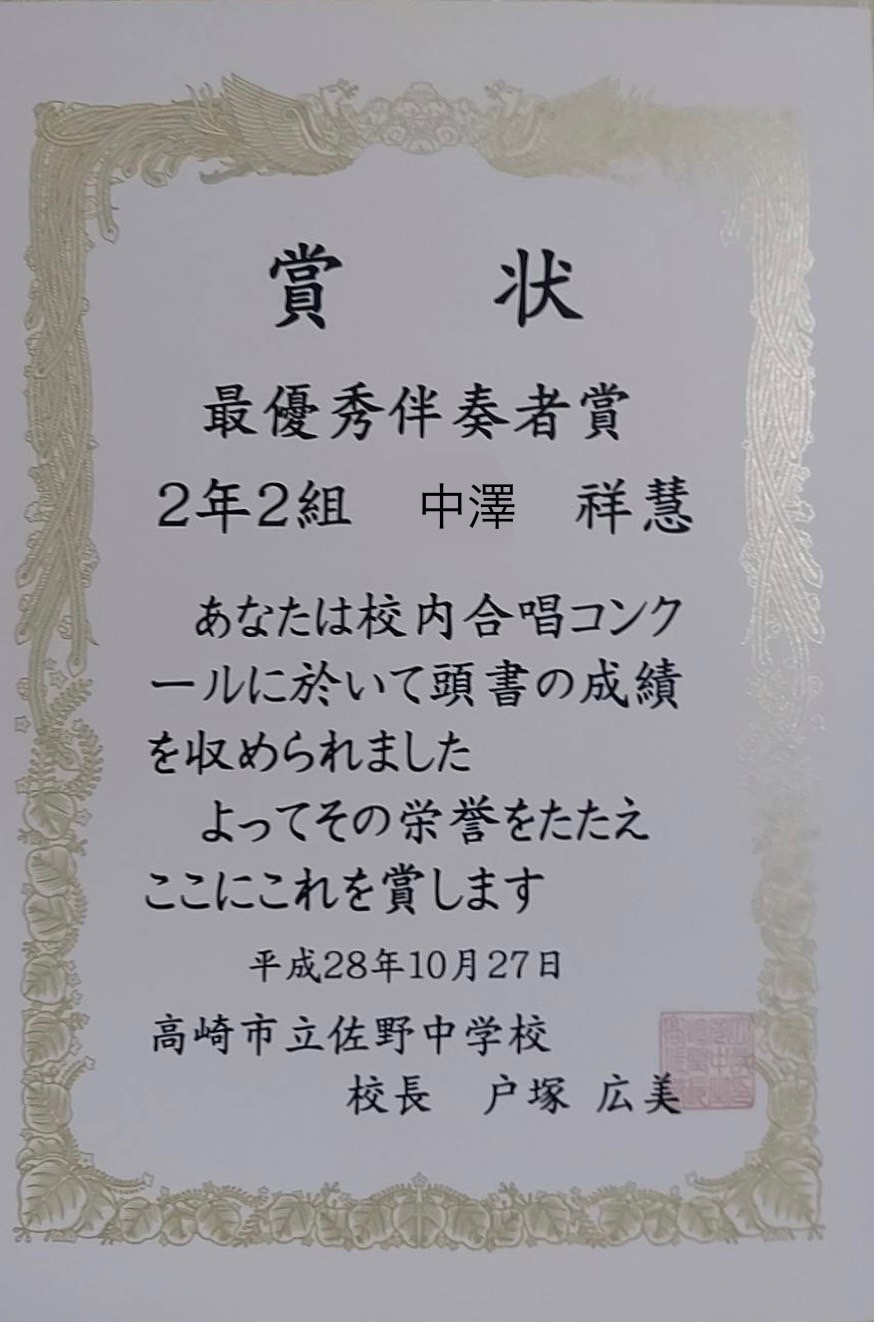 賞 状
最優秀伴奏者賞
2年2組 中澤 祥慧
あなたは校内合唱コンク
ールに於いて頭書の成績
を収められました
よってその栄誉をたたえ
ここにこれを賞します
平成28年10月27日
高崎市立佐野中学校
校長 戸塚 広美